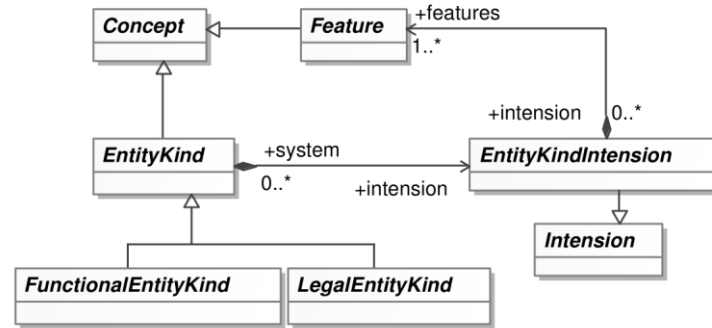 Concept
Feature
+features
1..*
+intension
0..*
EntityKind
+system
0..*
+intension
EntityKindIntension
Intension
FunctionalEntityKind
LegalEntityKind